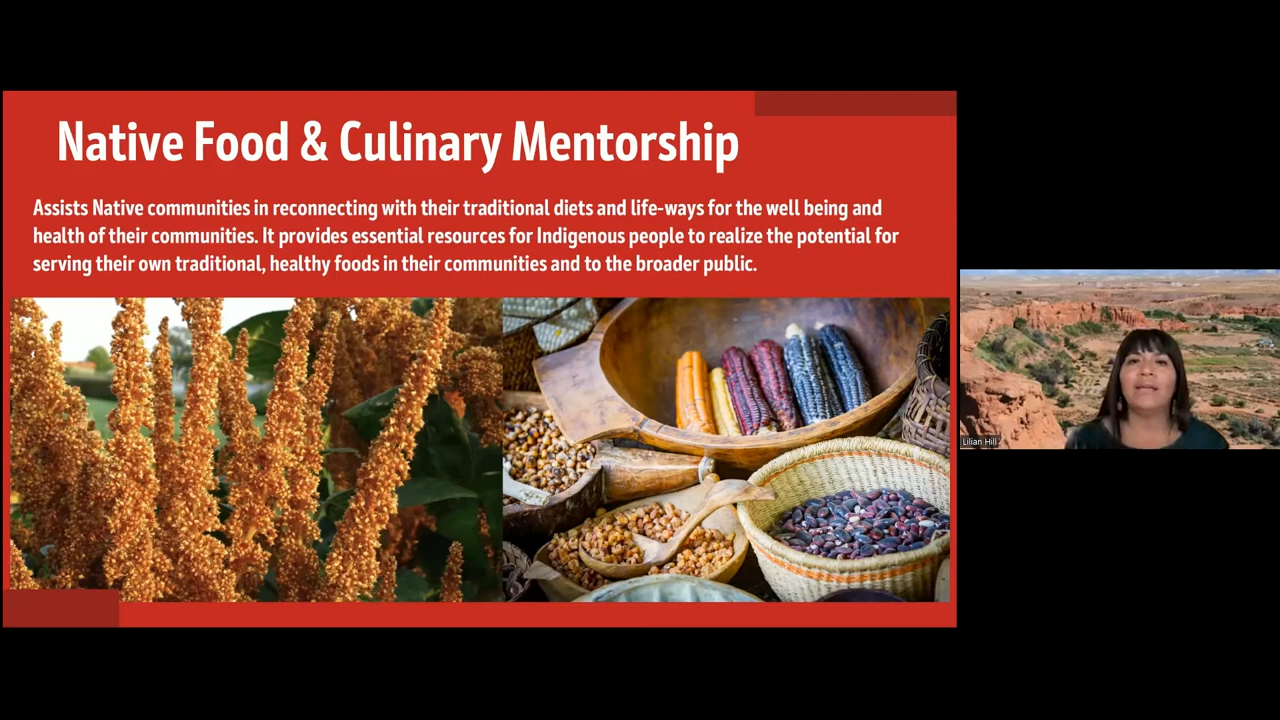 Native Food & Culinary Mentorship
Assists Native communities in reconnecting with their traditional diets and life-ways for the well being and
health of their communities. It provides essential resources for Indigenous people to realize the potential for
serving their own traditional, healthy foods in their communities and to the broader public.
Lilian Hill